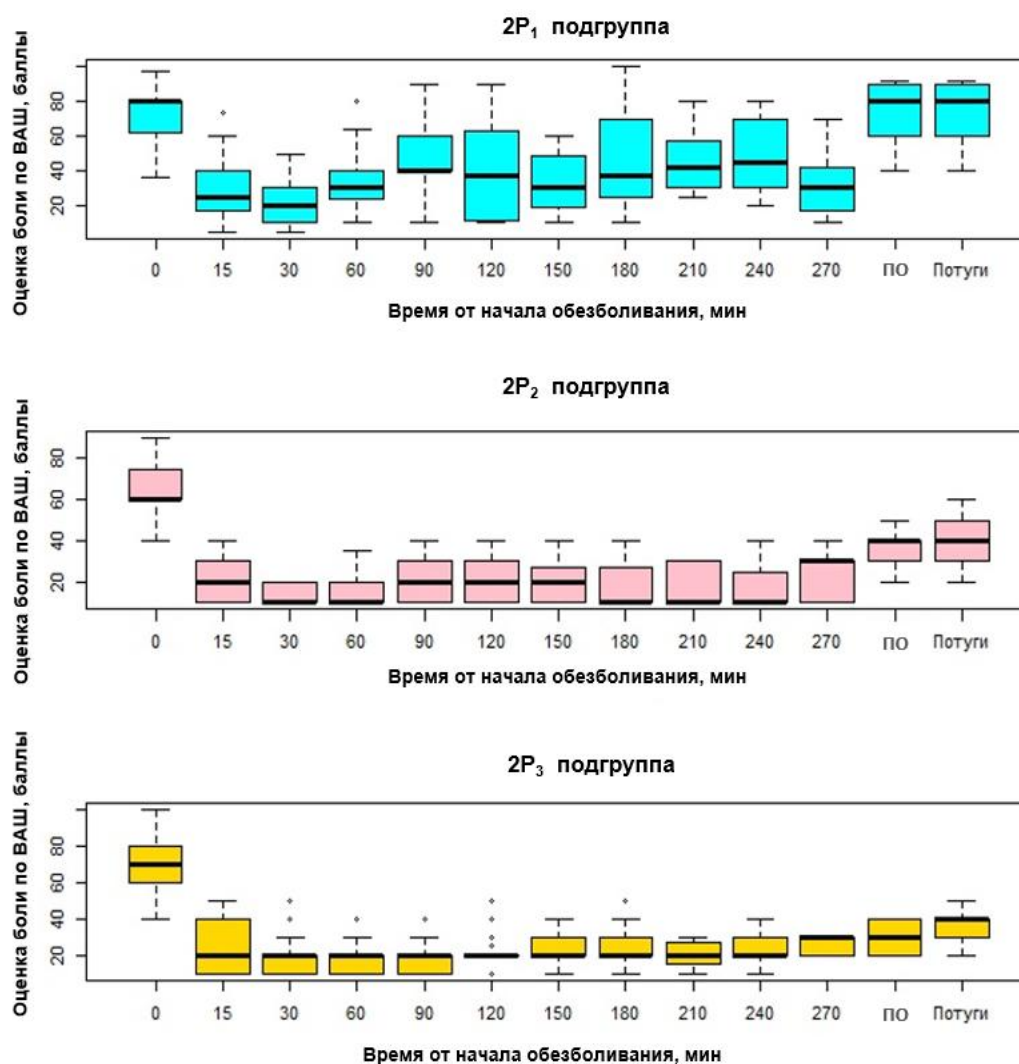 2P₁ подгруппа
Оценка боли по ВАШ, баллы
80
60
40
20
0 15 30 60 90 120 150 180 210 240 270 ПО Потуги
Время от начала обезболивания, мин
2P₂ подгруппа
Оценка боли по ВАШ, баллы
80
60
40
20
0 15 30 60 90 120 150 180 210 240 270 ПО Потуги
Время от начала обезболивания, мин
2P₃ подгруппа
Оценка боли по ВАШ, баллы
80
60
40
20
0 15 30 60 90 120 150 180 210 240 270 ПО Потуги
Время от начала обезболивания, мин